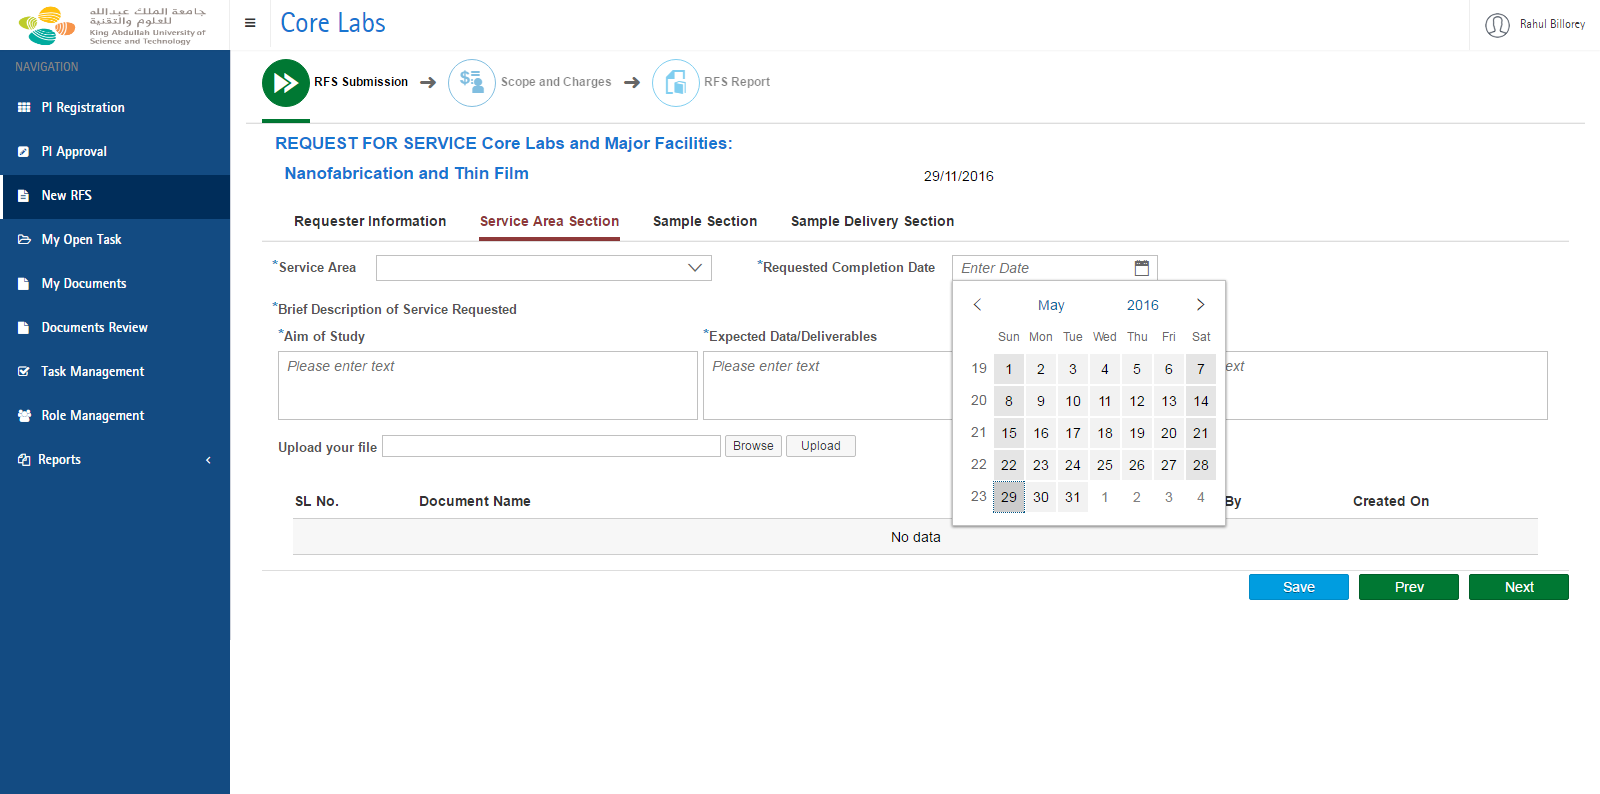 جامعة الملك عبدالله
للعلوم والتقنية
King Abdullah University of
Science and Technology
Core Labs
Rahul Billorey
NAVIGATION
PI Registration
PI Approval
New RFS
My Open Task
My Documents
Documents Review
Task Management
Role Management
Reports
RFS Submission
Scope and Charges
RFS Report
REQUEST FOR SERVICE Core Labs and Major Facilities:
Nanofabrication and Thin Film
29/11/2016
Requester Information Service Area Section Sample Section Sample Delivery Section
*Service Area
*Requested Completion Date Enter Date
*Brief Description of Service Requested
*Aim of Study
*Expected Data/Deliverables
Please enter text
Please enter text
ext
May 2016
Sun Mon Tue Wed Thu Fri Sat
19 1 2 3 4 5 6 7
20 8 9 10 11 12 13 14
21 15 16 17 18 19 20 21
22 22 23 24 25 26 27 28
23 29 30 31 1 2 3 4
Upload your file Browse Upload
SL No. Document Name By Created On
No data
Save Prev Next